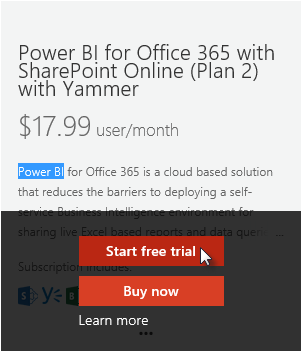 Power BI for Office 365 with
SharePoint Online (Plan 2)
with Yammer
$17.99 user/month
Power BI for Office 365 is a cloud based solution
that reduces the barriers to deploying a self-
service Business Intelligence environment for
sharing live Excel based reports and data queries ...
Subscription includes:
Start free trial
Buy now
Learn more